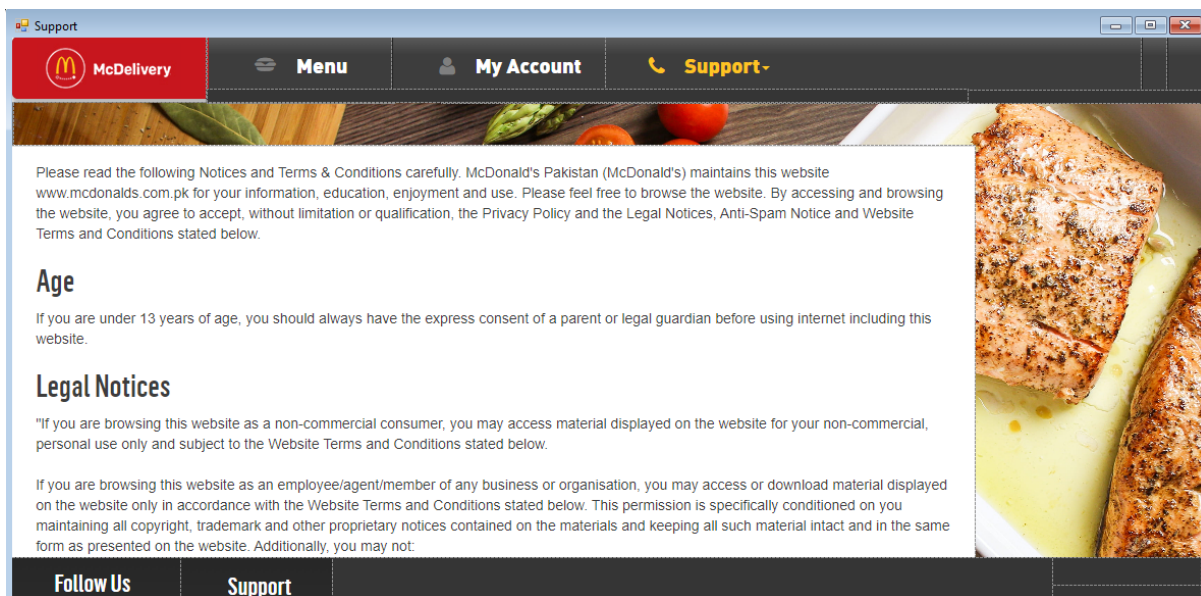 Support
McDelivery
Menu
My Account
Support
Please read the following Notices and Terms & Conditions carefully. McDonald's Pakistan (McDonald's) maintains this website
www.mcdonalds.com.pk for your information, education, enjoyment and use. Please feel free to browse the website. By accessing and browsing
the website, you agree to accept, without limitation or qualification, the Privacy Policy and the Legal Notices, Anti-Spam Notice and Website
Terms and Conditions stated below.
Age
If you are under 13 years of age, you should always have the express consent of a parent or legal guardian before using internet including this
website.
Legal Notices
"If you are browsing this website as a non-commercial consumer, you may access material displayed on the website for your non-commercial,
personal use only and subject to the Website Terms and Conditions stated below.
If you are browsing this website as an employee/agent/member of any business or organisation, you may access or download material displayed
on the website only in accordance with the Website Terms and Conditions stated below. This permission is specifically conditioned on you
maintaining all copyright, trademark and other proprietary notices contained on the materials and keeping all such material intact and in the same
form as presented on the website. Additionally, you may not:
Follow Us
Support